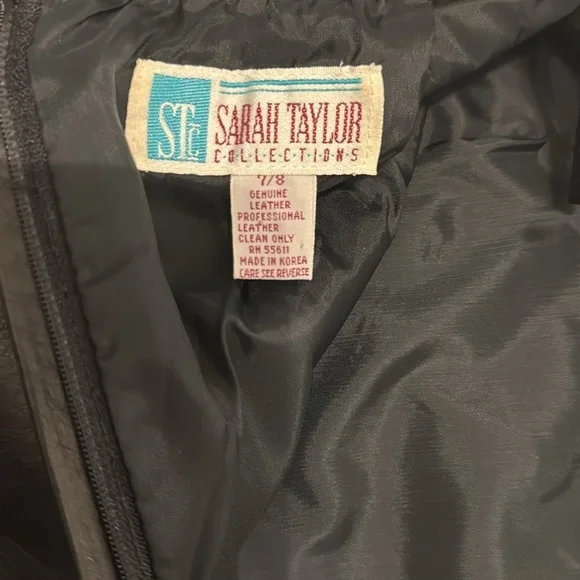 STc
SARAH TAYLOR
C•O•L•L•E•C•T•I•O•N•S
7/8
GENUINE
LEATHER
PROFESSIONAL
LEATHER
CLEAN ONLY
RN 55611
MADE IN KOREA
CARE SEE REVERSE